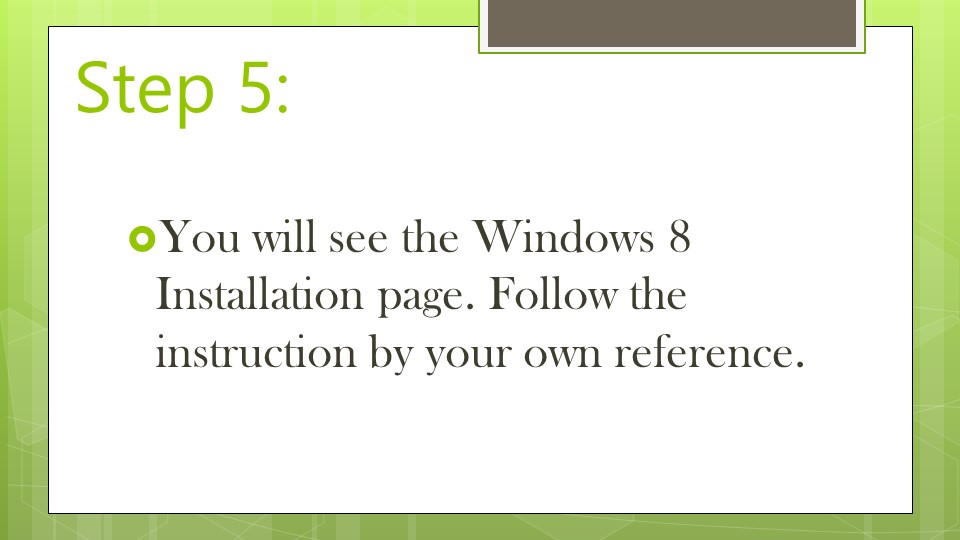 Step 5:
You will see the Windows 8
Installation page. Follow the
instruction by your own reference.